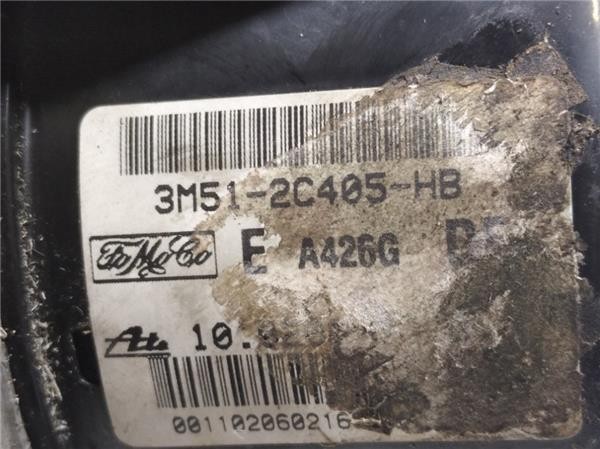 3M51-2C405-HB
FoMoCo E A426G
Ate 10.
001102060216